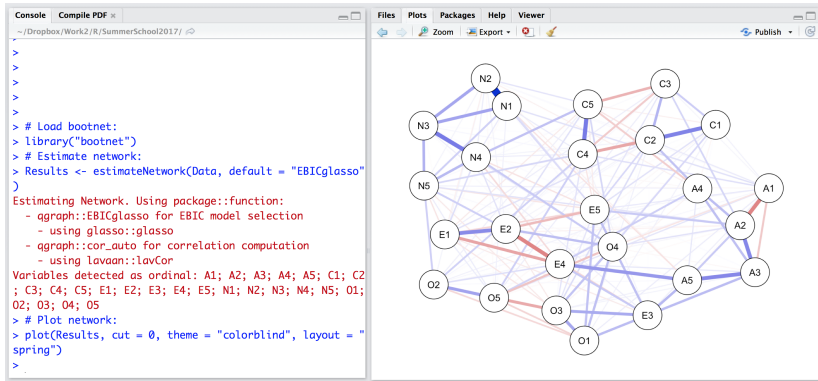 Console Compile PDF ×
~/Dropbox/Work2/R/SummerSchool2017/
>
>
>
>
>
>
> # Load bootnet:
> library("bootnet")
> # Estimate network:
> Results <- estimateNetwork(Data, default = "EBICglasso"
)
Estimating Network. Using package::function:
- qgraph::EBICglasso for EBIC model selection
- using glasso::glasso
- qgraph::cor_auto for correlation computation
- using lavaan::lavCor
Variables detected as ordinal: A1; A2; A3; A4; A5; C1; C2
; C3; C4; C5; E1; E2; E3; E4; E5; N1; N2; N3; N4; N5; O1;
O2; O3; O4; O5
> # Plot network:
> plot(Results, cut = 0, theme = "colorblind", layout = "
spring")
>
Files Plots Packages Help Viewer
Zoom Export Publish
N2
C3
N1
C5
N3
C1
C2
N4
C4
N5
A4
A1
E5
A2
E1
E2
O4
E4
A3
A5
O2
O5
O3
E3
O1